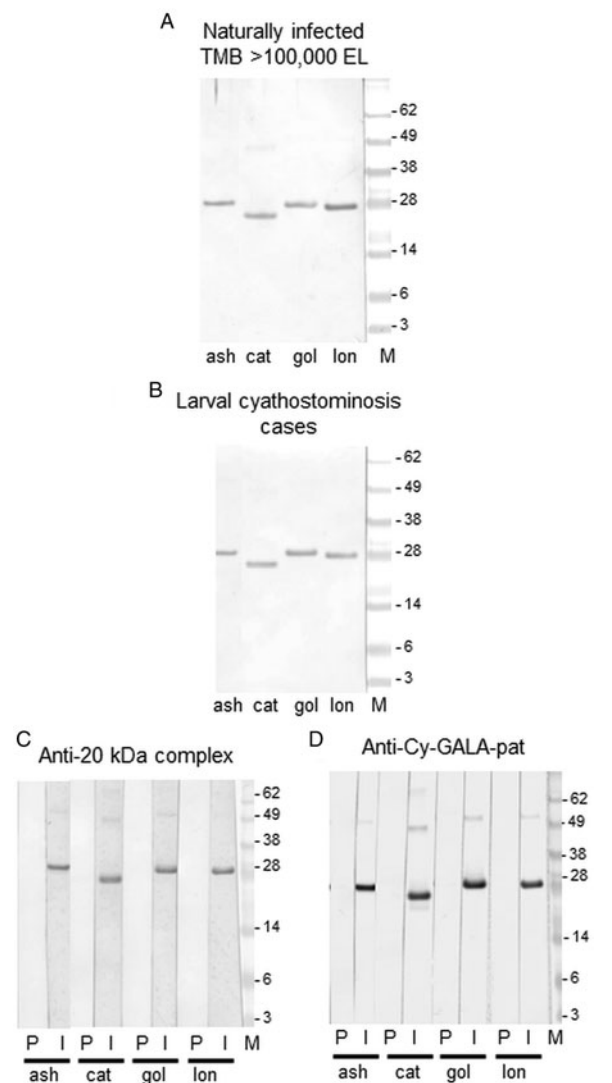 A
Naturally infected
TMB >100,000 EL
-62
-49
-38
-28
-14
-6
-3
ash cat gol lon M
B
Larval cyathostominosis
cases
-62
-49
-38
-28
-14
-6
-3
ash cat gol lon M
C
Anti-20 kDa complex
-62
-49
-38
-28
-14
-6
-3
P I P I P I P I M
ash cat gol lon
D
Anti-Cy-GALA-pat
-62
-49
-38
-28
-14
-6
-3
P I P I P I P I M
ash cat gol lon